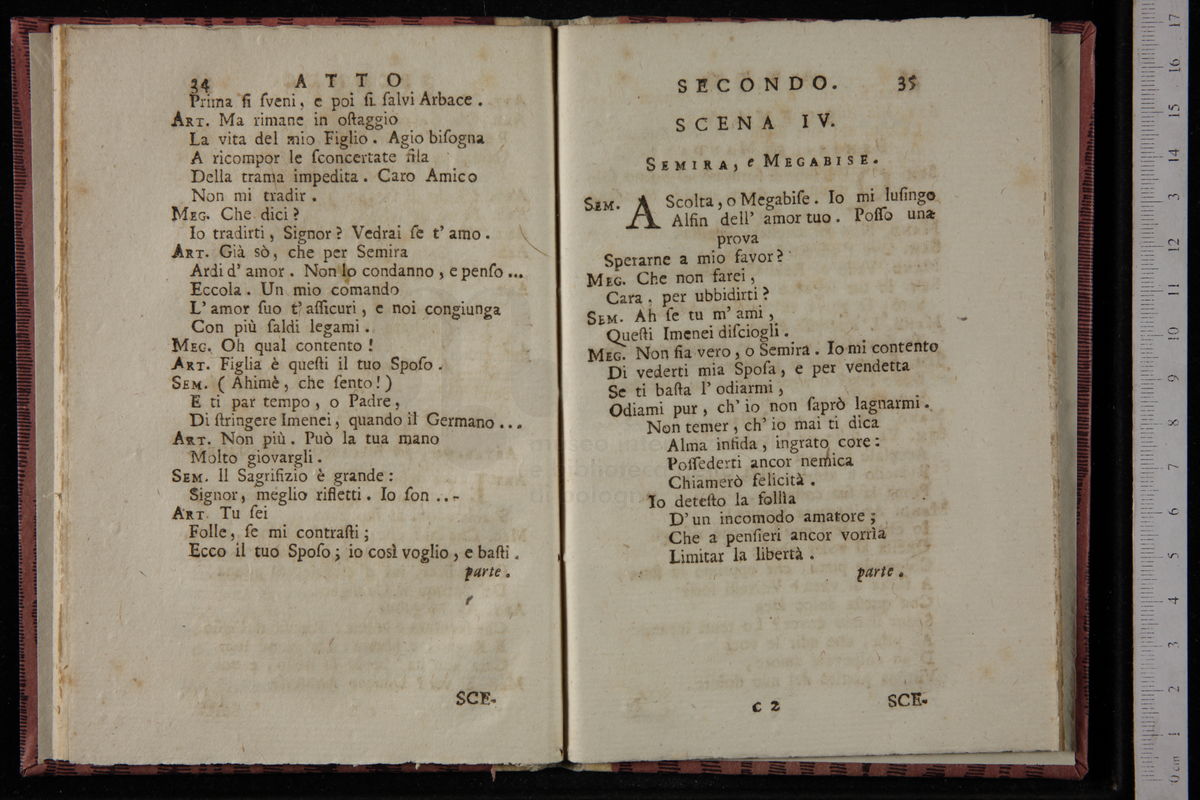 34 ATTO
Prima ſi ſveni, e poi ſi ſalvi Arbace.
ART. Ma rimane in oſtaggio
La vita del mio Figlio. Agio biſogna
A ricompor le ſconcertate fila
Della trama impedita. Caro Amico
Non mi tradir.
MEG. Che dici?
Io tradirti, Signor? Vedrai ſe t'amo.
ART. Già sò, che per Semira
Ardi d'amor. Non lo condanno, e penſo...
Eccola. Un mio comando
L'amor ſuo t'aſſicuri, e noi congiunga
Con più ſaldi legami.
MEG. Oh qual contento!
ART. Figlia è queſti il tuo Spoſo.
SEM. (Ahimè, che ſento!)
E ti par tempo, o Padre,
Di ſtringere Imenei, quando il Germano...
ART. Non più. Può la tua mano
Molto giovargli.
SEM. Il Sagrifizio è grande:
Signor, meglio rifletti. Io ſon...
ART. Tu ſei
Folle, ſe mi contraſti;
Ecco il tuo Spoſo; io così voglio, e baſti.
parte.
SCE-
SECONDO. 35
SCENA IV.
SEMIRA, e MEGABISE.
SEM. AScolta, o Megabiſe. Io mi luſingo
Alfin dell'amor tuo. Poſſo una
prova
Sperarne a mio favor?
MEG. Che non farei,
Cara, per ubbidirti?
SEM. Ah ſe tu m'ami,
Queſti Imenei diſciogli.
MEG. Non fia vero, o Semira. Io mi contento
Di vederti mia Spoſa, e per vendetta
Se ti baſta l'odiarmi,
Odiami pur, ch'io non ſaprò lagnarmi.
Non temer, ch'io mai ti dica
Alma infida, ingrato core:
Poſſederti ancor nemica
Chiamerò felicità.
Io deteſto la follìa
D'un incomodo amatore;
Che a penſieri ancor vorrìa
Limitar la libertà.
parte.
C 2 SCE-